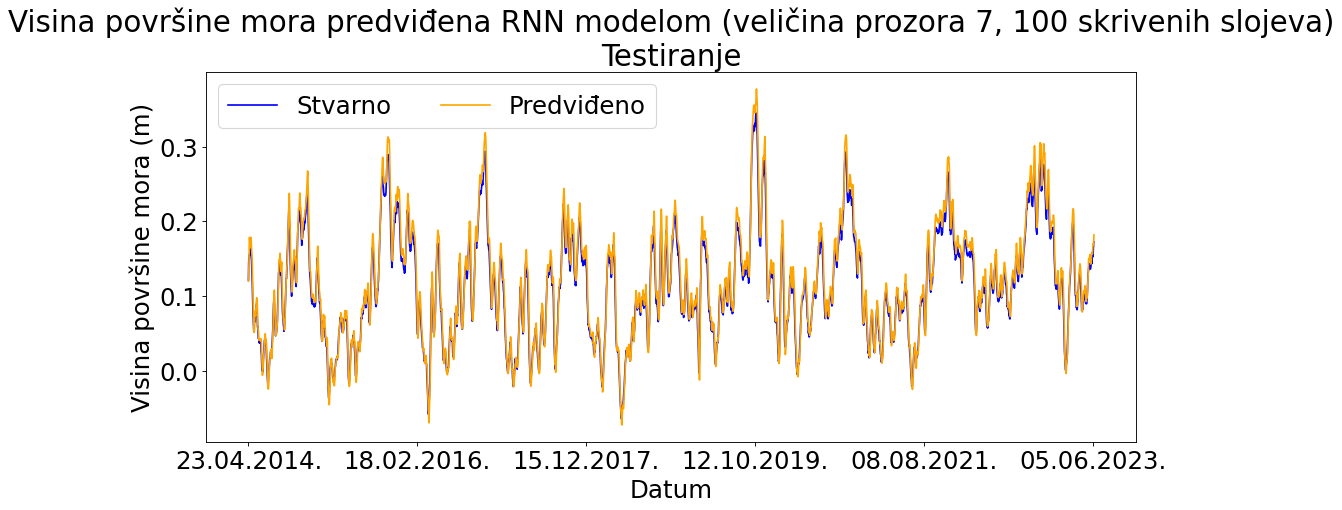 Visina površine mora predviđena RNN modelom (veličina prozora 7, 100 skrivenih slojeva)
Testiranje
Stvarno Predviđeno
Visina površine mora (m)
0.3
0.2
0.1
0.0
23.04.2014. 18.02.2016. 15.12.2017. 12.10.2019. 08.08.2021. 05.06.2023.
Datum